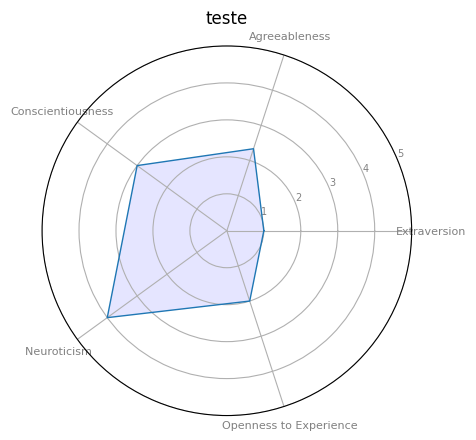 teste
Agreeableness
Conscientiousness
5
4
3
2
1
Extraversion
Neuroticism
Openness to Experience